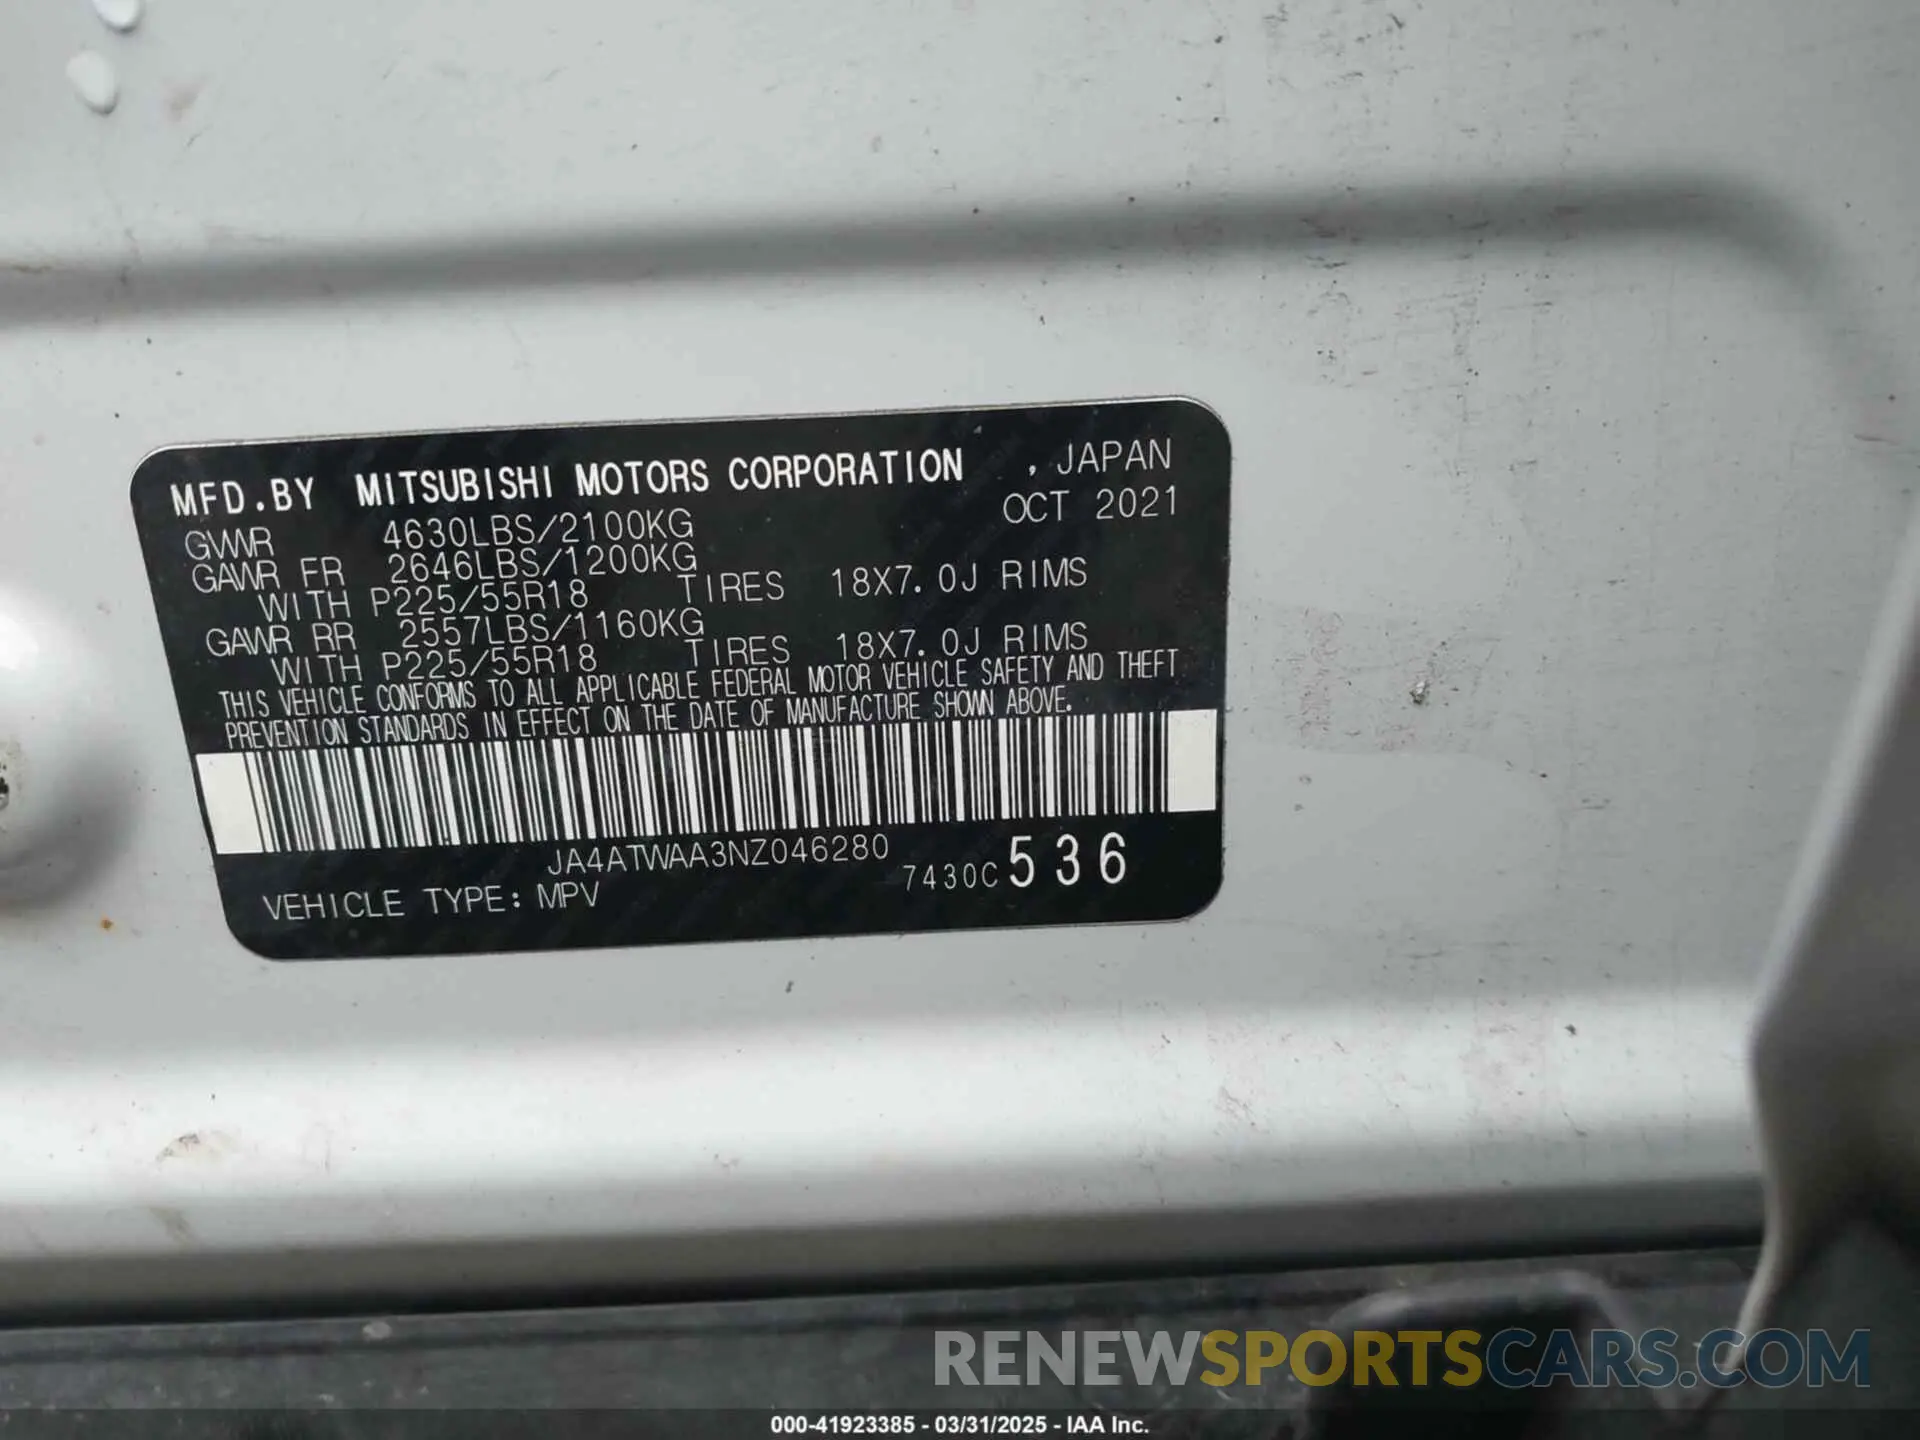 MFD.BY MITSUBISHI MOTORS CORPORATION , JAPAN
GVWR 4630LBS/2100KG OCT 2021
GAWR FR 2646LBS/1200KG
WITH P225/55R18 TIRES 18X7.0J RIMS
GAWR RR 2557LBS/1160KG
WITH P225/55R18 TIRES 18X7.0J RIMS
THIS VEHICLE CONFORMS TO ALL APPLICABLE FEDERAL MOTOR VEHICLE SAFETY AND THEFT
PREVENTION STANDARDS IN EFFECT ON THE DATE OF MANUFACTURE SHOWN ABOVE.
JA4ATWAA3NZ046280
7430C 536
VEHICLE TYPE: MPV
RENEWSPORTSCARS.COM
000-41923385 - 03/31/2025 - IAA Inc.